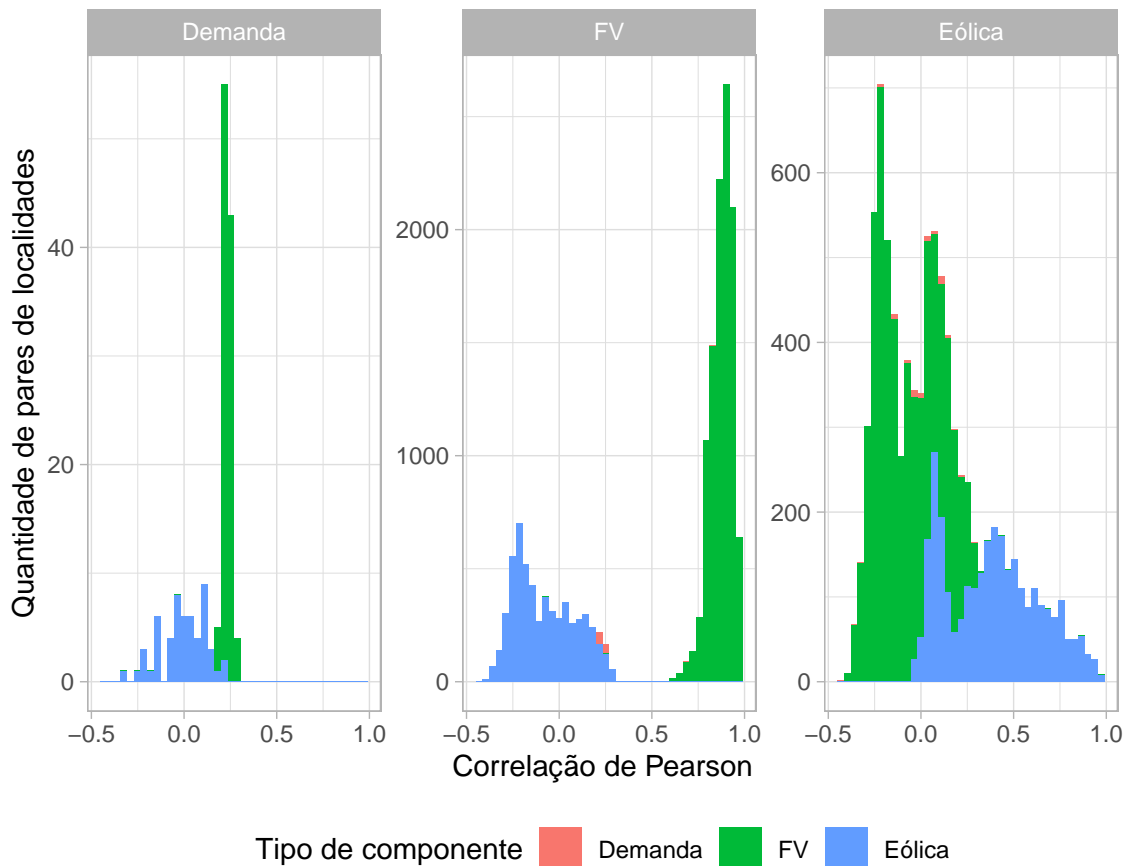 Demanda FV Eólica
Quantidade de pares de localidades
0 20 40
0 1000 2000
0 200 400 600
−0.5 0.0 0.5 1.0 −0.5 0.0 0.5 1.0 −0.5 0.0 0.5 1.0
Correlação de Pearson
Tipo de componente Demanda FV Eólica